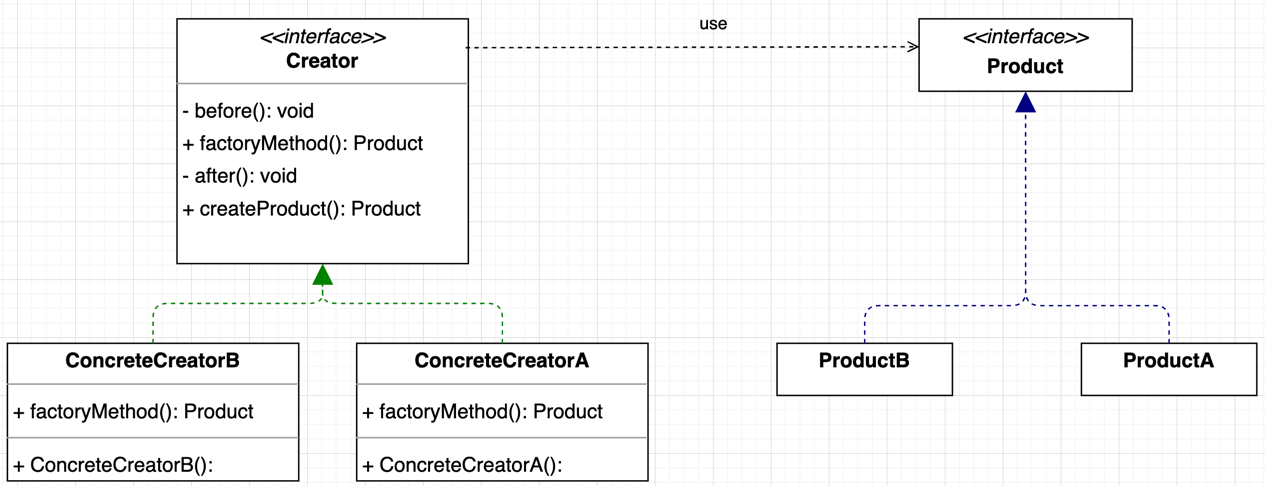 use
<<interface>>
Creator
- before(): void
+ factoryMethod(): Product
- after(): void
+ createProduct(): Product
<<interface>>
Product
ConcreteCreatorB
+ factoryMethod(): Product
+ ConcreteCreatorB():
ConcreteCreatorA
+ factoryMethod(): Product
+ ConcreteCreatorA():
ProductB
ProductA